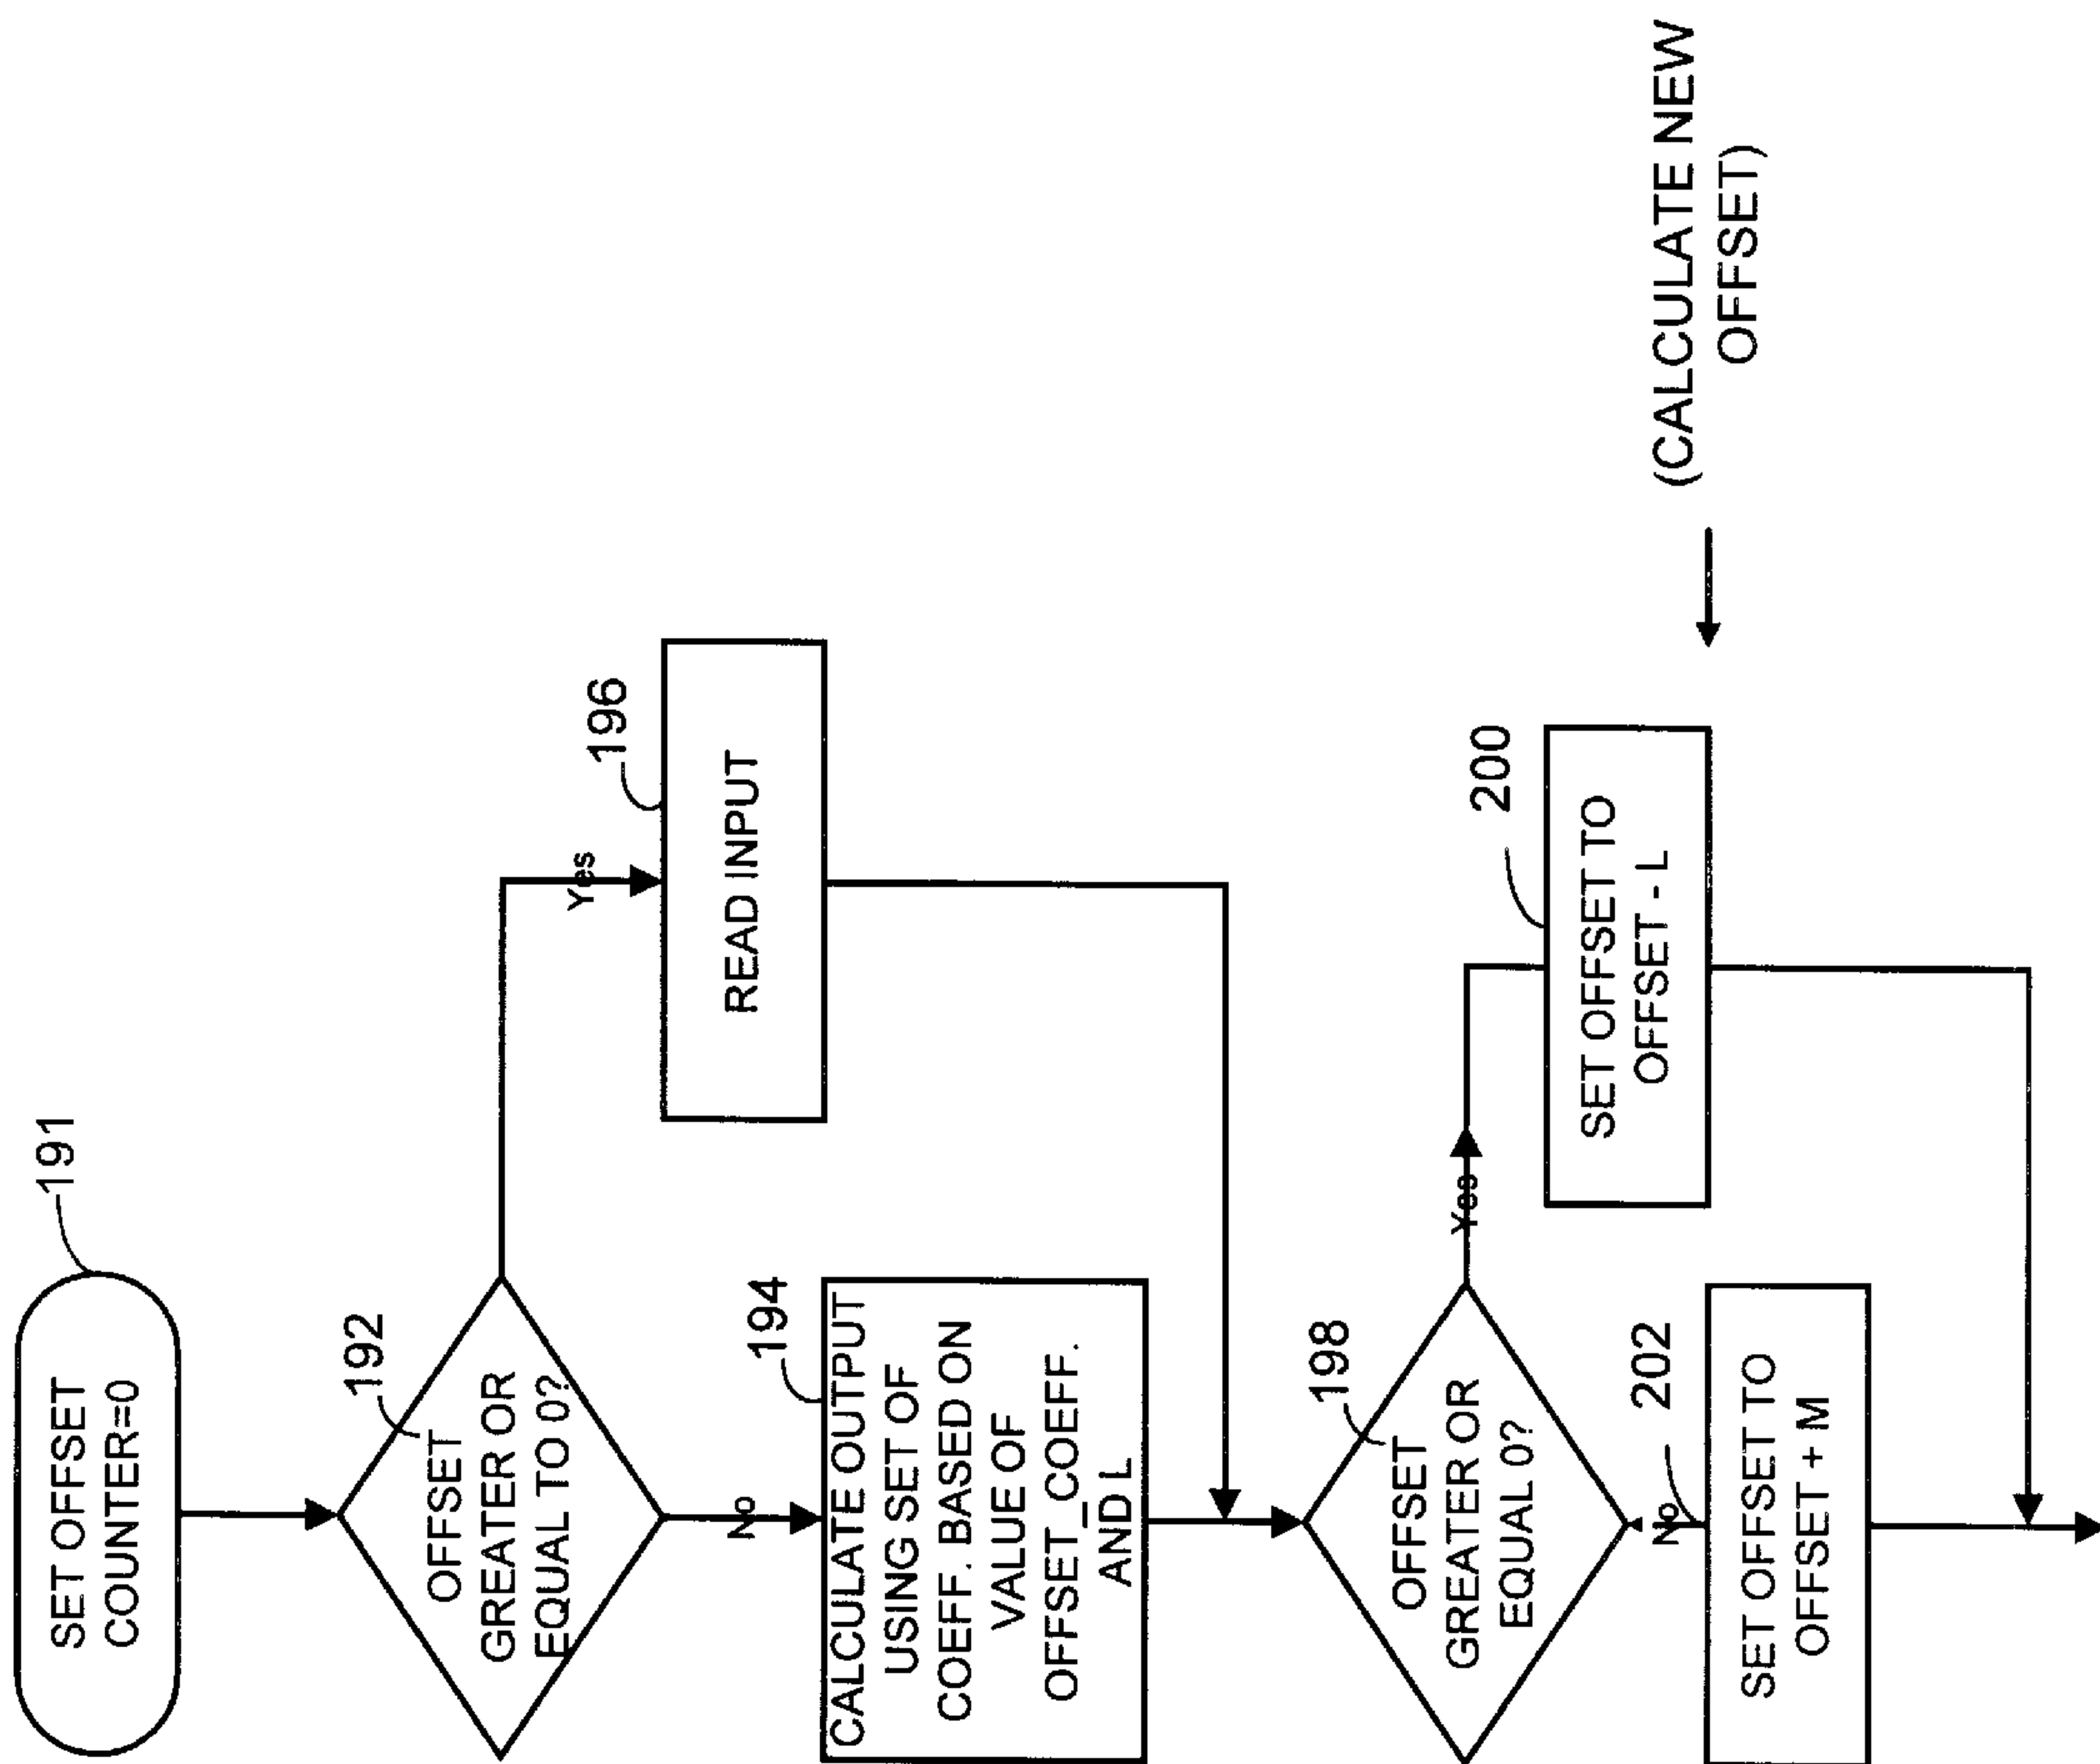 SET OFFSET
COUNTER=0
191
OFFSET
GREATER OR
EQUAL TO 0?
192
Yes
No
READ INPUT
196
CALCULATE OUTPUT
USING SET OF
COEFF. BASED ON
VALUE OF
OFFSET_COEFF.
AND L
194
OFFSET
GREATER OR
EQUAL 0?
198
Yes
No
SET OFFSET TO
OFFSET - L
200
SET OFFSET TO
OFFSET + M
202
(CALCULATE NEW
OFFSET)